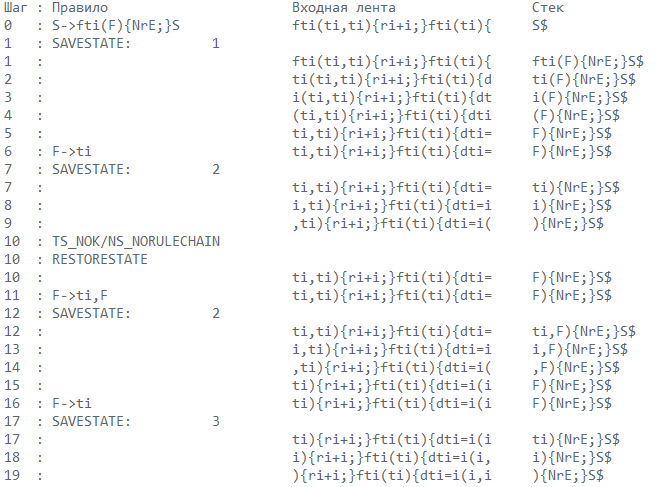 Шаг : Правило Входная лента Стек
0 : S->fti(F){NrE;}S fti(ti,ti){ri+i;}fti(ti){ S$
1 : SAVESTATE: 1
1 : fti(ti,ti){ri+i;}fti(ti){ fti(F){NrE;}S$
2 : ti(ti,ti){ri+i;}fti(ti){d ti(F){NrE;}S$
3 : i(ti,ti){ri+i;}fti(ti){dt i(F){NrE;}S$
4 : (ti,ti){ri+i;}fti(ti){dti (F){NrE;}S$
5 : ti,ti){ri+i;}fti(ti){dti= F){NrE;}S$
6 : F->ti ti,ti){ri+i;}fti(ti){dti= F){NrE;}S$
7 : SAVESTATE: 2
7 : ti,ti){ri+i;}fti(ti){dti= ti){NrE;}S$
8 : i,ti){ri+i;}fti(ti){dti=i i){NrE;}S$
9 : ,ti){ri+i;}fti(ti){dti=i( ){NrE;}S$
10 : TS_NOK/NS_NORULECHAIN
10 : RESTORESTATE
10 : ti,ti){ri+i;}fti(ti){dti= F){NrE;}S$
11 : F->ti,F ti,ti){ri+i;}fti(ti){dti= F){NrE;}S$
12 : SAVESTATE: 2
12 : ti,ti){ri+i;}fti(ti){dti= ti,F){NrE;}S$
13 : i,ti){ri+i;}fti(ti){dti=i i,F){NrE;}S$
14 : ,ti){ri+i;}fti(ti){dti=i( ,F){NrE;}S$
15 : ti){ri+i;}fti(ti){dti=i(i F){NrE;}S$
16 : F->ti ti){ri+i;}fti(ti){dti=i(i F){NrE;}S$
17 : SAVESTATE: 3
17 : ti){ri+i;}fti(ti){dti=i(i ti){NrE;}S$
18 : i){ri+i;}fti(ti){dti=i(i, i){NrE;}S$
19 : ){ri+i;}fti(ti){dti=i(i,i ){NrE;}S$